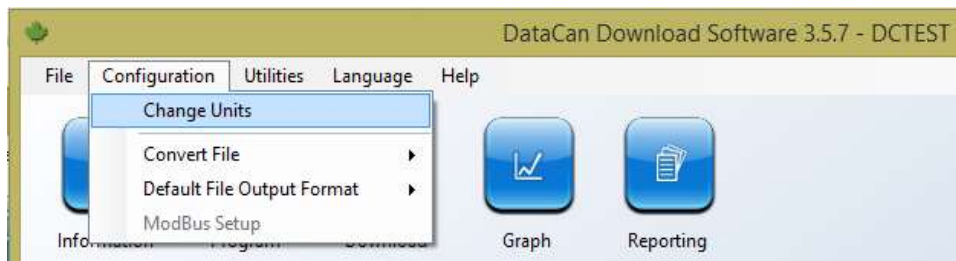 DataCan Download Software 3.5.7 - DCTEST
File Configuration Utilities Language Help
Change Units
Convert File
Default File Output Format
ModBus Setup
Graph Reporting